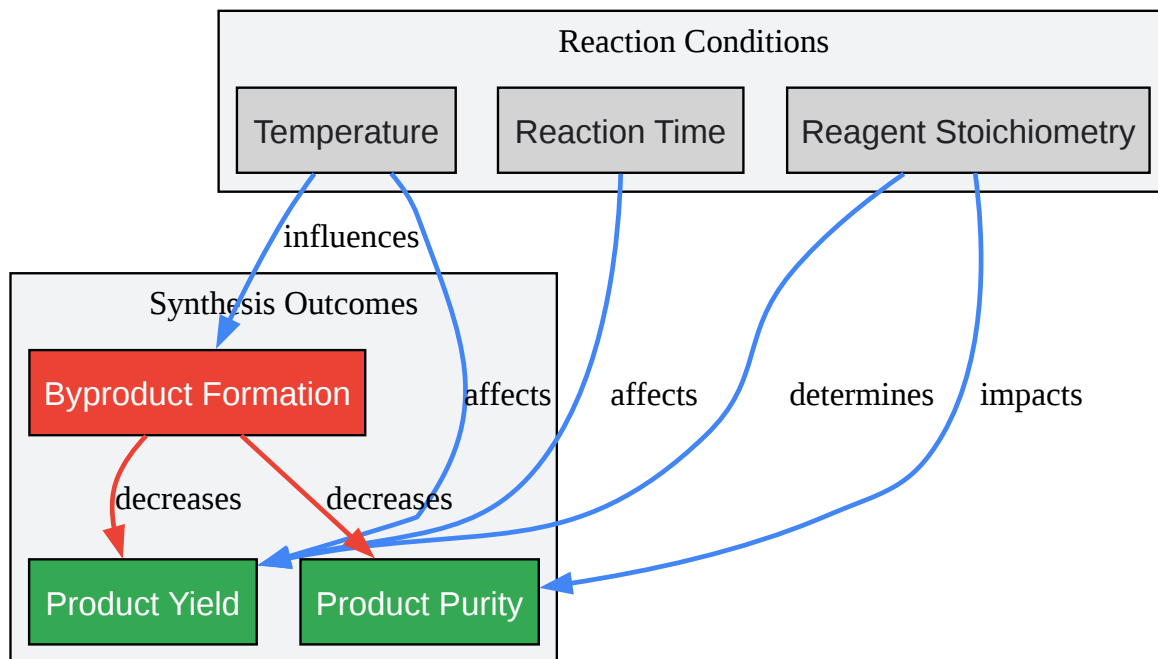 Reaction Conditions
Temperature
Reaction Time
Reagent Stoichiometry
influences
Synthesis Outcomes
Byproduct Formation
affects
affects
determines
impacts
decreases
decreases
Product Yield
Product Purity